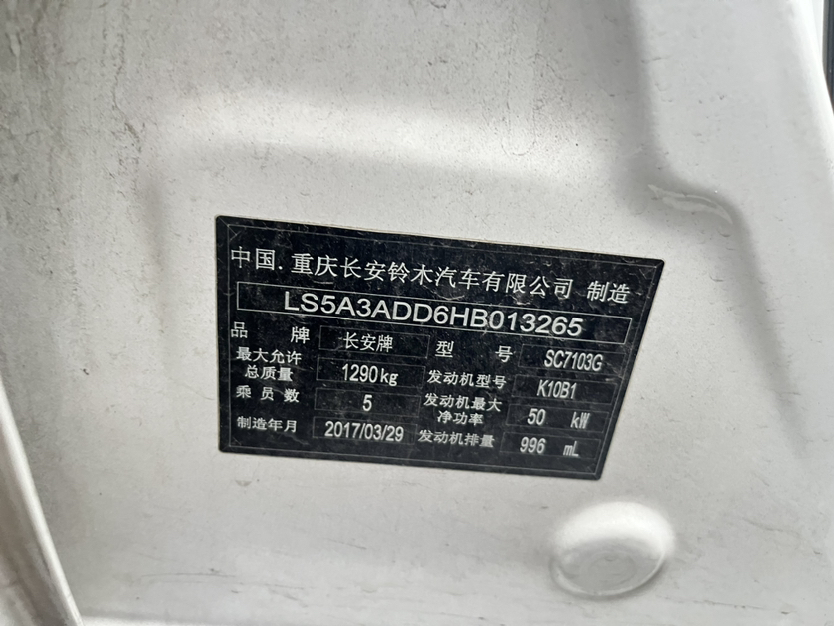 中国.重庆长安铃木汽车有限公司 制造
LS5A3ADD6HB013265
品 牌 长安牌 型 号 SC7103G
最大允许总质量 1290kg 发动机型号 K10B1
乘员数 5 发动机最大净功率 50 kW
制造年月 2017/03/29 发动机排量 996 mL